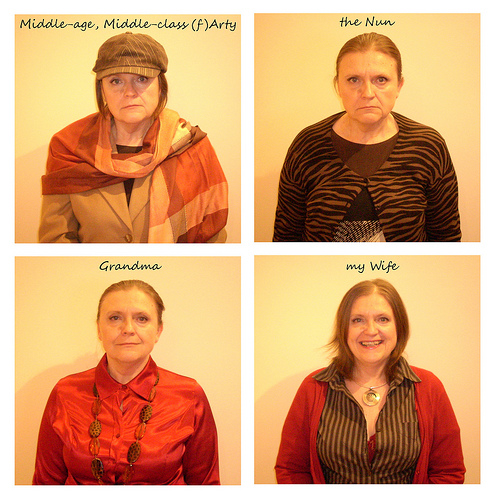 Middle-age, Middle-class (f)Arty
the Nun
Grandma
my Wife